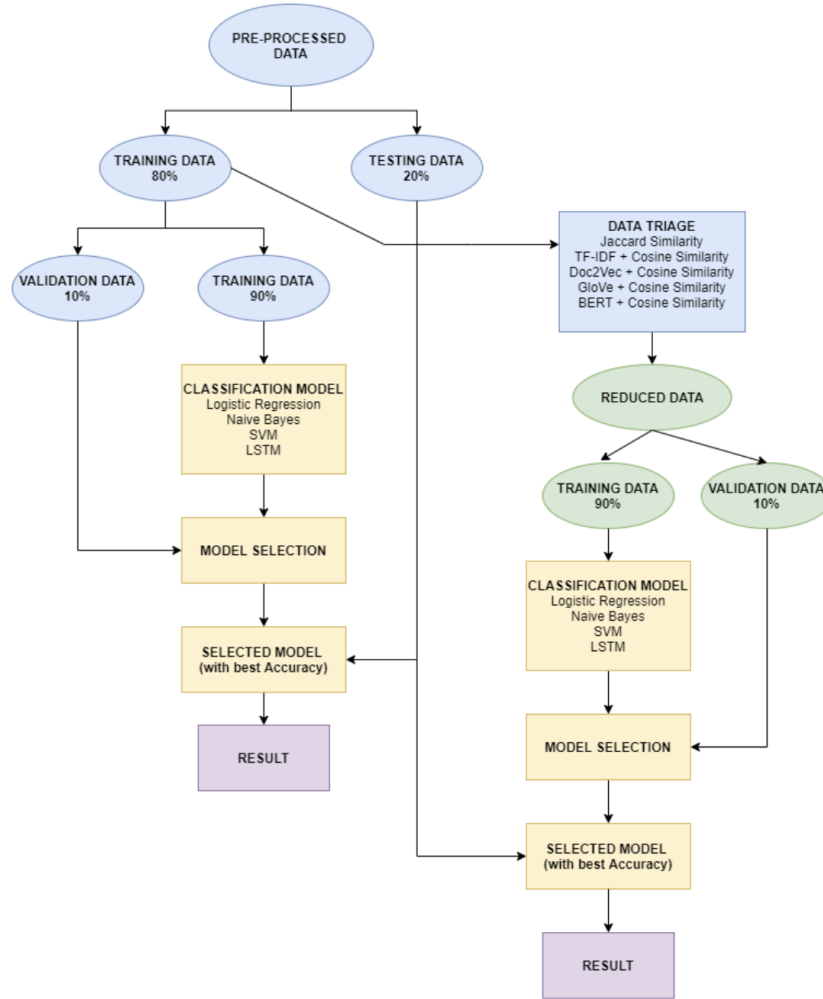 PRE-PROCESSED
DATA
TRAINING DATA
80%
TESTING DATA
20%
VALIDATION DATA
10%
TRAINING DATA
90%
CLASSIFICATION MODEL
Logistic Regression
Naive Bayes
SVM
LSTM
MODEL SELECTION
SELECTED MODEL
(with best Accuracy)
RESULT
DATA TRIAGE
Jaccard Similarity
TF-IDF + Cosine Similarity
Doc2Vec + Cosine Similarity
GloVe + Cosine Similarity
BERT + Cosine Similarity
REDUCED DATA
TRAINING DATA
90%
VALIDATION DATA
10%
CLASSIFICATION MODEL
Logistic Regression
Naive Bayes
SVM
LSTM
MODEL SELECTION
SELECTED MODEL
(with best Accuracy)
RESULT